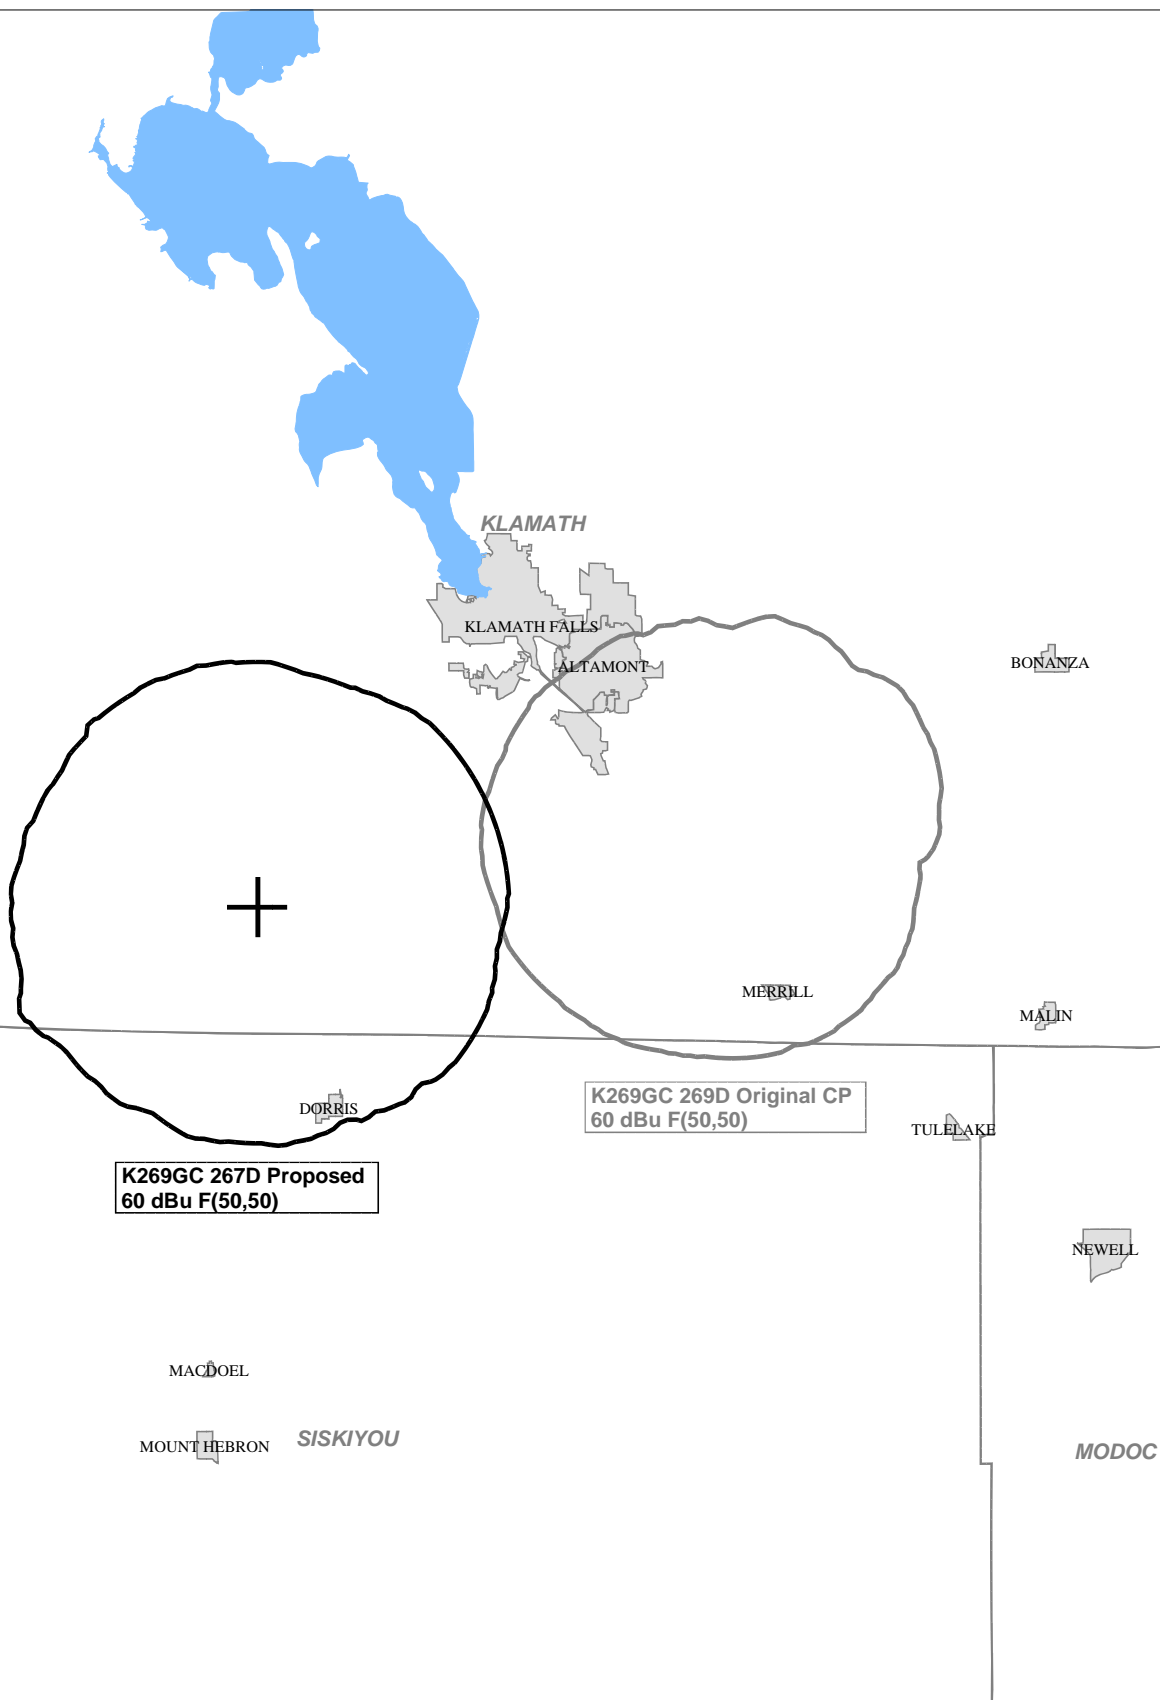 KLAMATH
KLAMATH FALLS
ALTAMONT
BONANZA
MERRILL
MALIN
K269GC 269D Original CP
60 dBu F(50,50)
DORRIS
TULELAKE
K269GC 267D Proposed
60 dBu F(50,50)
NEWELL
MACDOEL
MOUNT HEBRON
SISKIYOU
MODOC